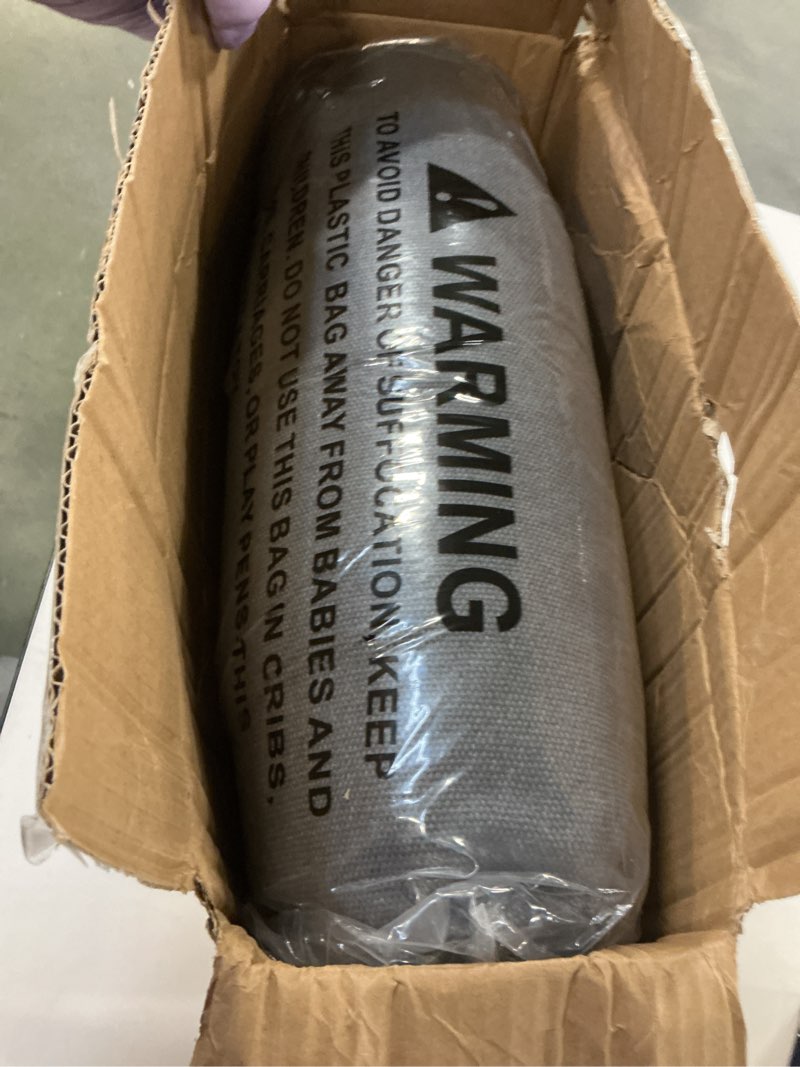 WARMING
TO AVOID DANGER OF SUFFOCATION, KEEP
THIS PLASTIC BAG AWAY FROM BABIES AND
CHILDREN. DO NOT USE THIS BAG IN CRIBS,
CARRIAGES, OR PLAY PENS. THIS